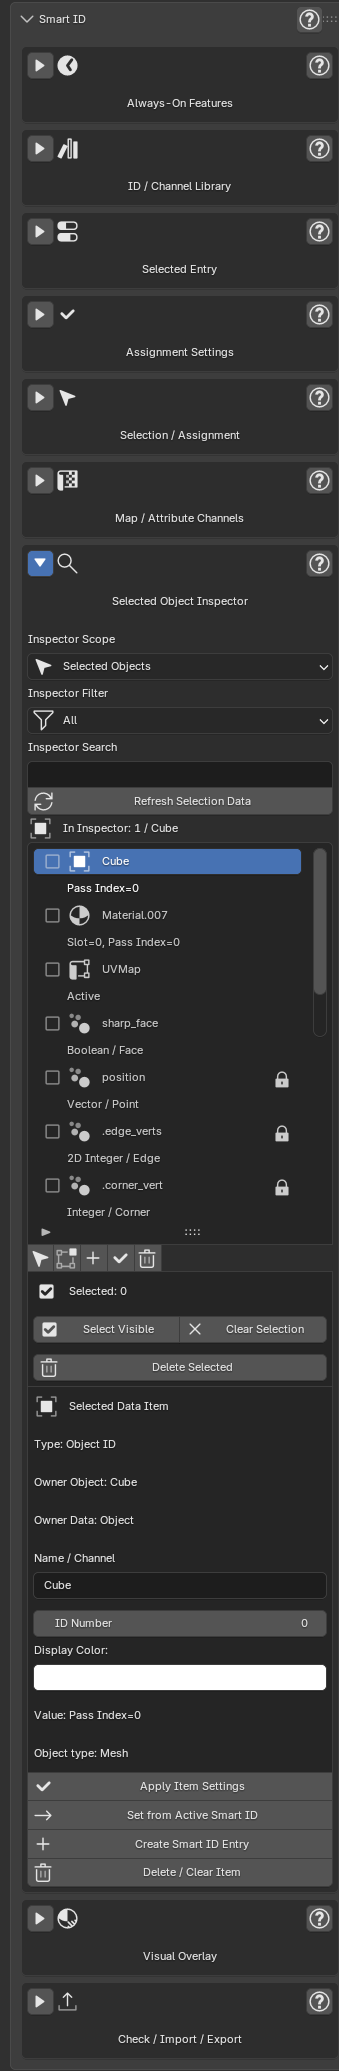 Smart ID
Always-On Features
ID / Channel Library
Selected Entry
Assignment Settings
Selection / Assignment
Map / Attribute Channels
Selected Object Inspector
Inspector Scope
Selected Objects
Inspector Filter
All
Inspector Search
Refresh Selection Data
In Inspector: 1 / Cube
Cube
Pass Index=0
Material.007
Slot=0, Pass Index=0
UVMap
Active
sharp_face
Boolean / Face
position
Vector / Point
.edge_verts
2D Integer / Edge
.corner_vert
Integer / Corner
Selected: 0
Select Visible Clear Selection
Delete Selected
Selected Data Item
Type: Object ID
Owner Object: Cube
Owner Data: Object
Name / Channel
Cube
ID Number 0
Display Color:
Value: Pass Index=0
Object type: Mesh
Apply Item Settings
Set from Active Smart ID
Create Smart ID Entry
Delete / Clear Item
Visual Overlay
Check / Import / Export